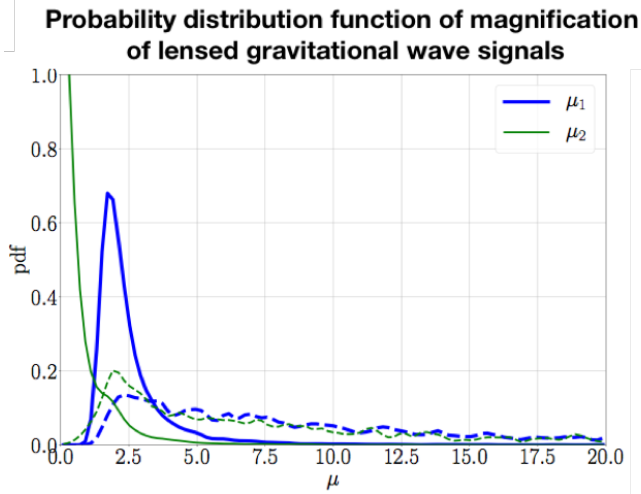 Probability distribution function of magnification
of lensed gravitational wave signals
1.0
0.8
0.6
0.4
0.2
0.0
pdf
μ1
μ2
0.0 2.5 5.0 7.5 10.0 12.5 15.0 17.5 20.0
μ